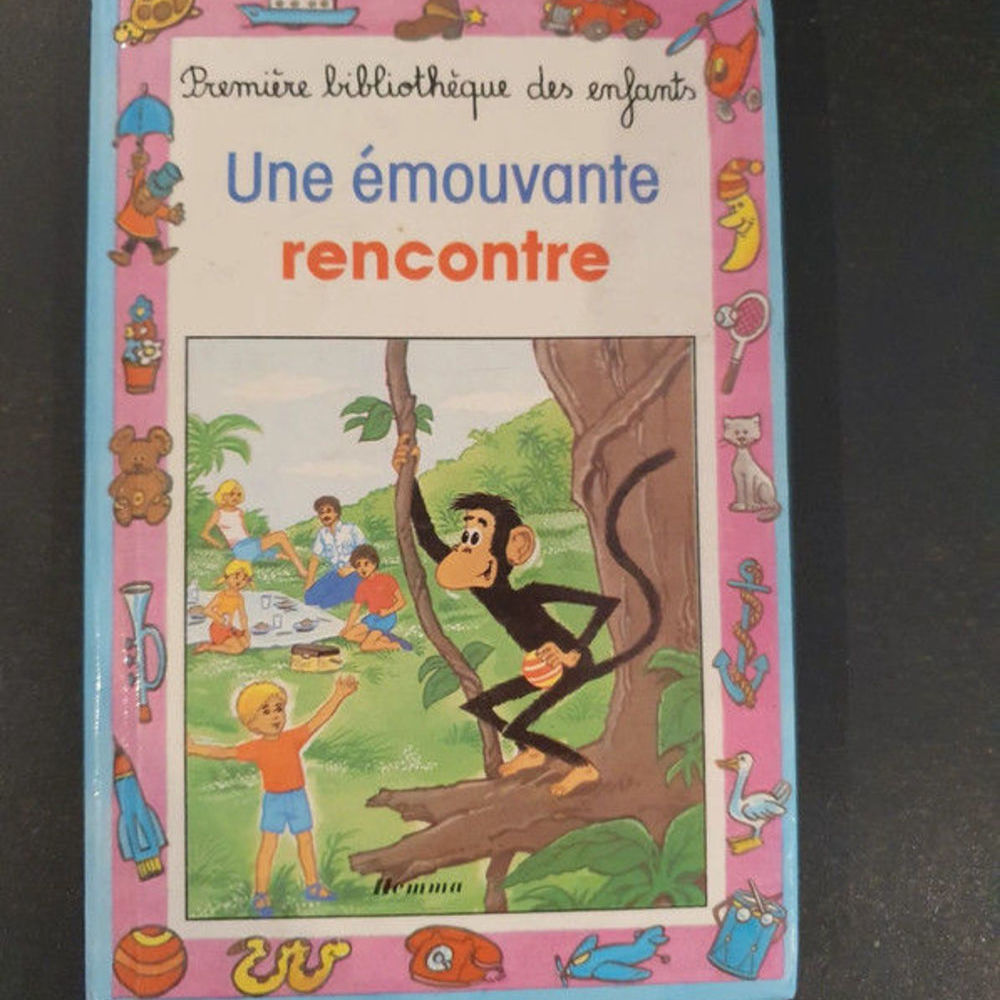 Première bibliothèque des enfants
Une émouvante
rencontre
Hemma